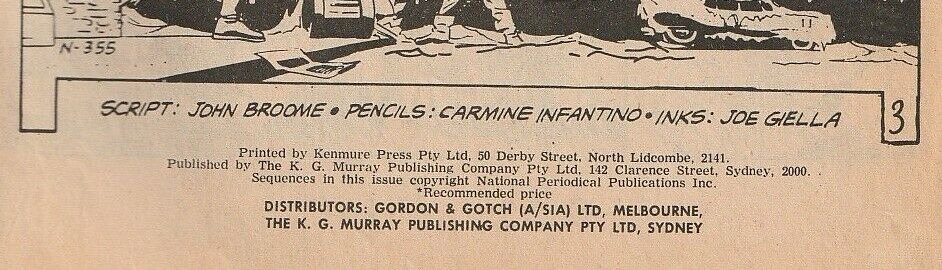 N-355
SCRIPT: JOHN BROOME • PENCILS: CARMINE INFANTINO • INKS: JOE GIELLA
3
Printed by Kenmure Press Pty Ltd, 50 Derby Street, North Lidcombe, 2141.
Published by The K. G. Murray Publishing Company Pty Ltd, 142 Clarence Street, Sydney, 2000.
Sequences in this issue copyright National Periodical Publications Inc.
*Recommended price
DISTRIBUTORS: GORDON & GOTCH (A/SIA) LTD, MELBOURNE,
THE K. G. MURRAY PUBLISHING COMPANY PTY LTD, SYDNEY